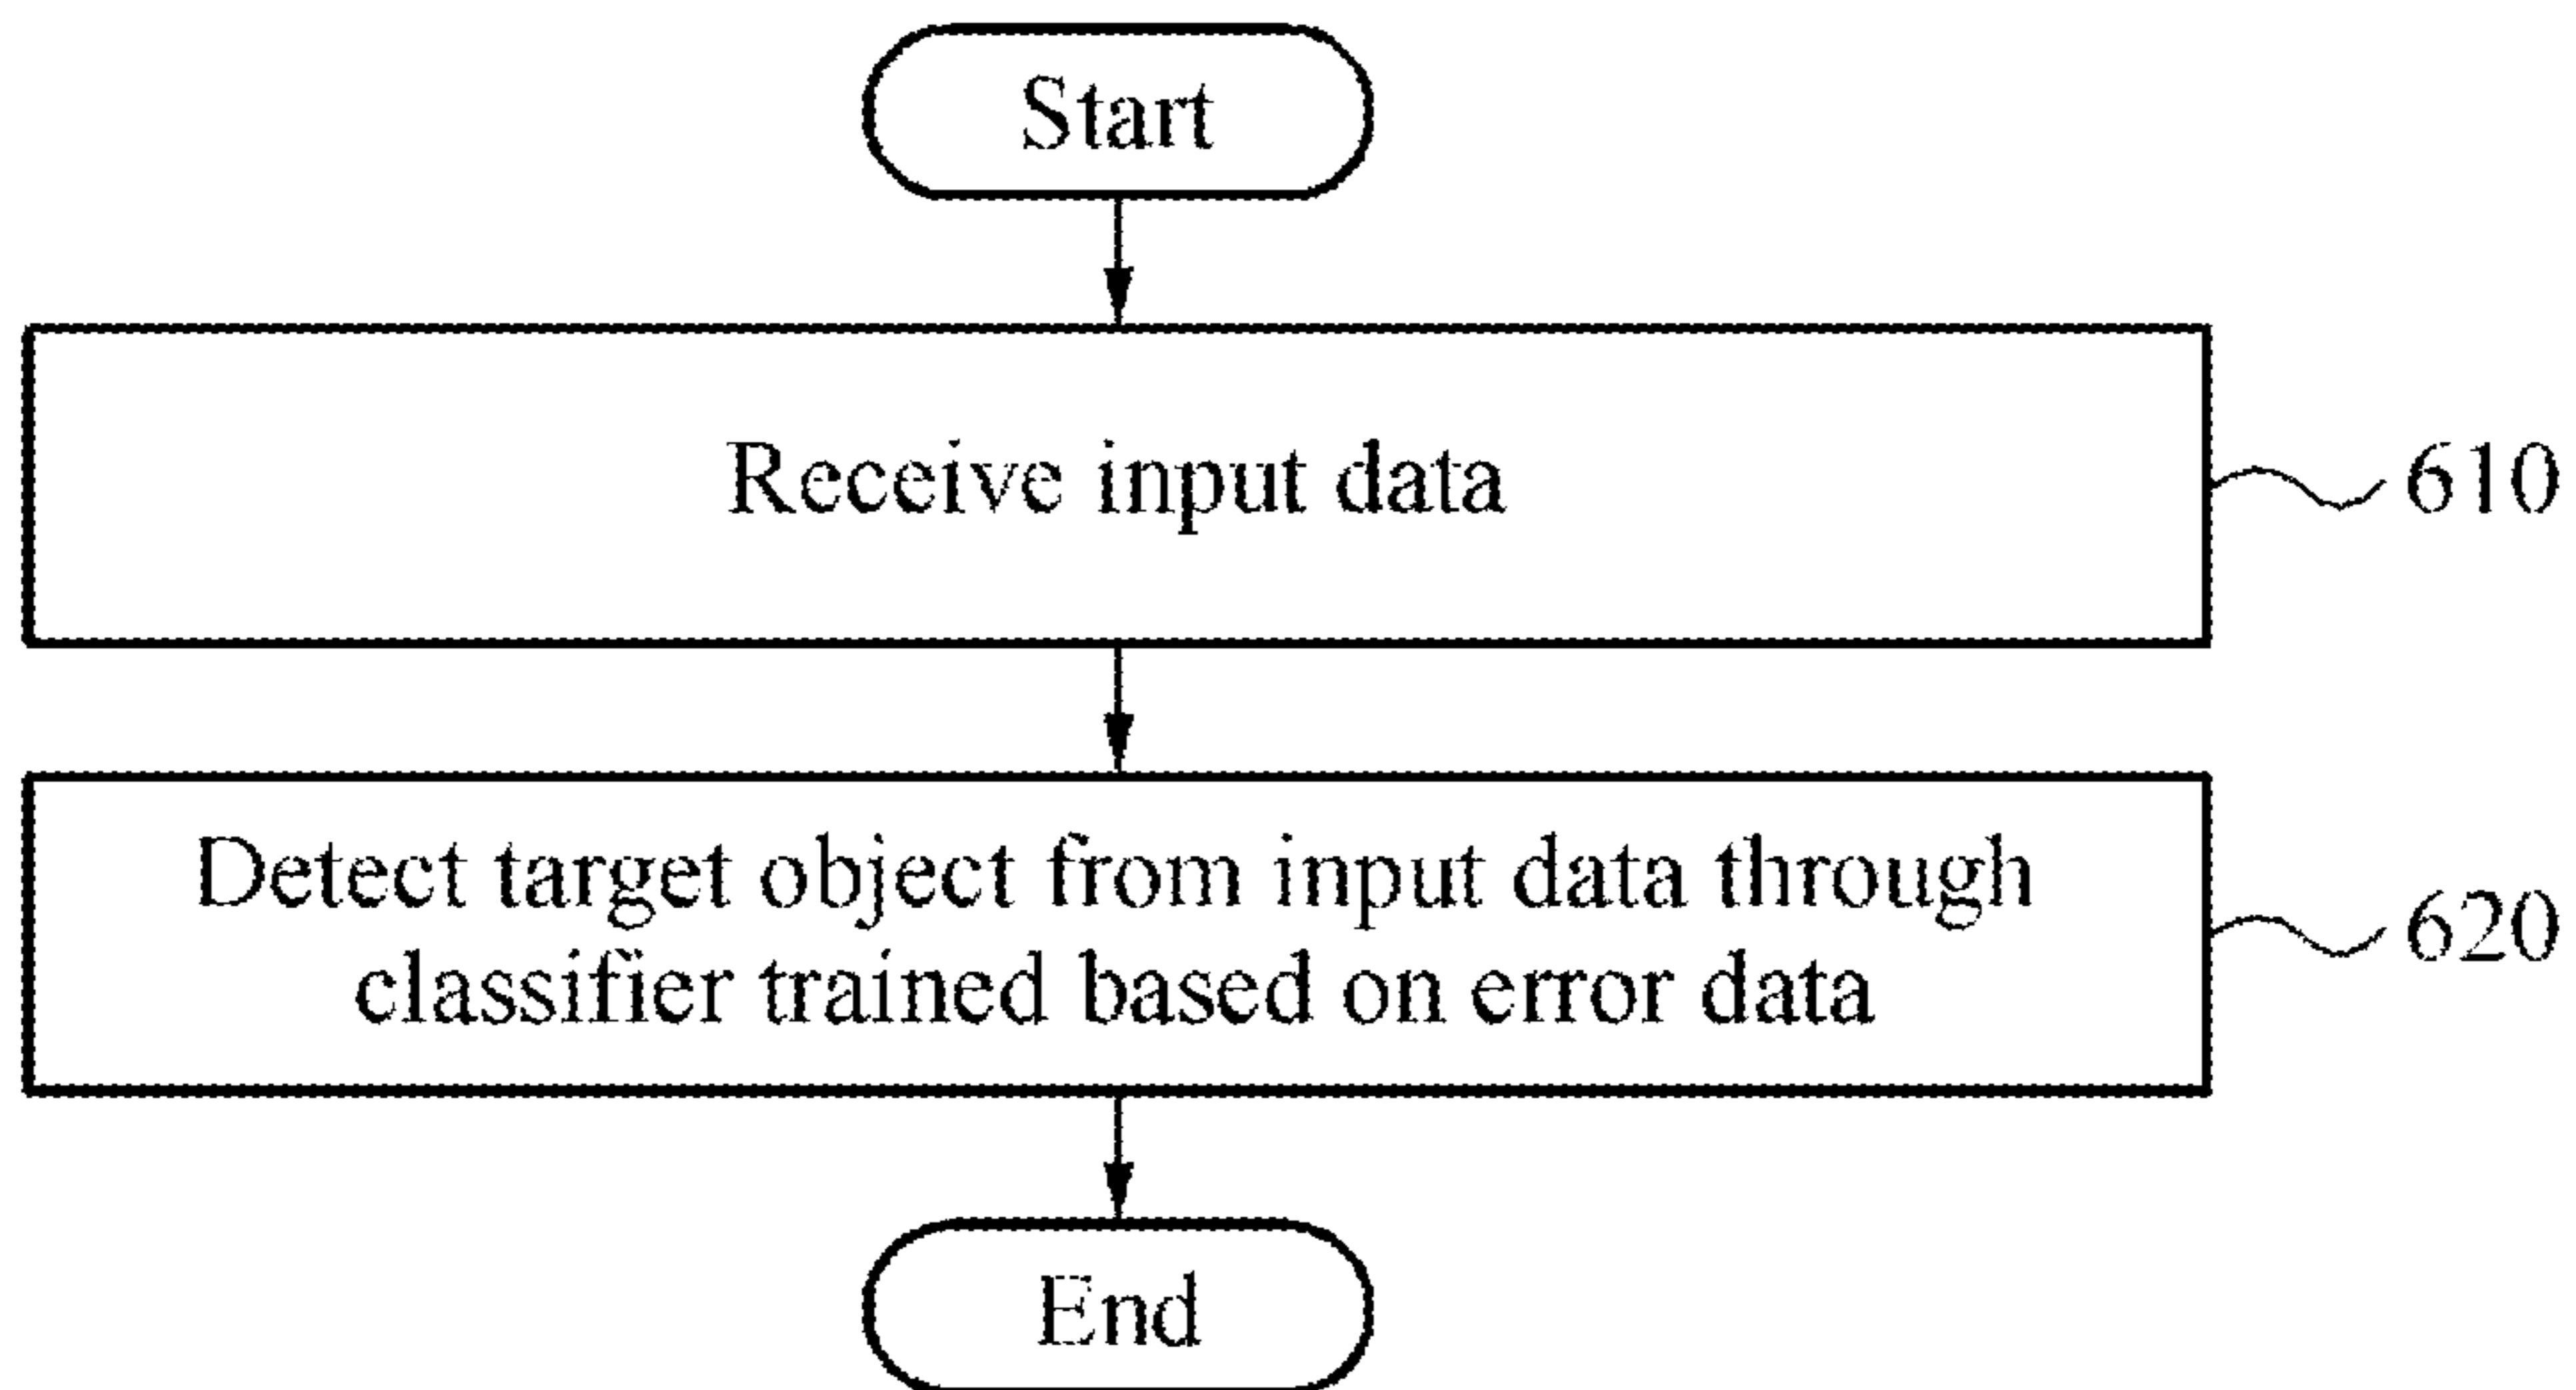 Start
Receive input data
610
Detect target object from input data through
classifier trained based on error data
620
End